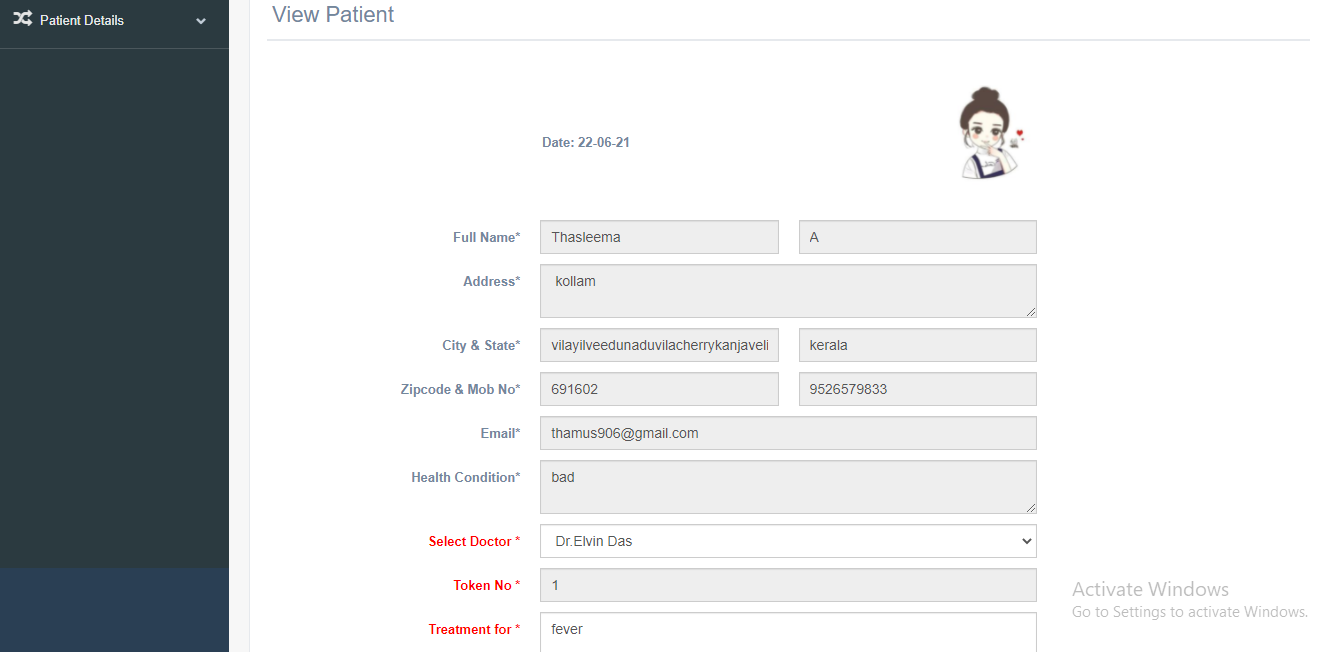 Patient Details
View Patient
Date: 22-06-21
Full Name* Thasleema A
Address* kollam
City & State* vilayilveedunaduvilacherrykanjaveli kerala
Zipcode & Mob No* 691602 9526579833
Email* thamus906@gmail.com
Health Condition* bad
Select Doctor * Dr.Elvin Das
Token No * 1
Treatment for * fever
Activate Windows
Go to Settings to activate Windows.